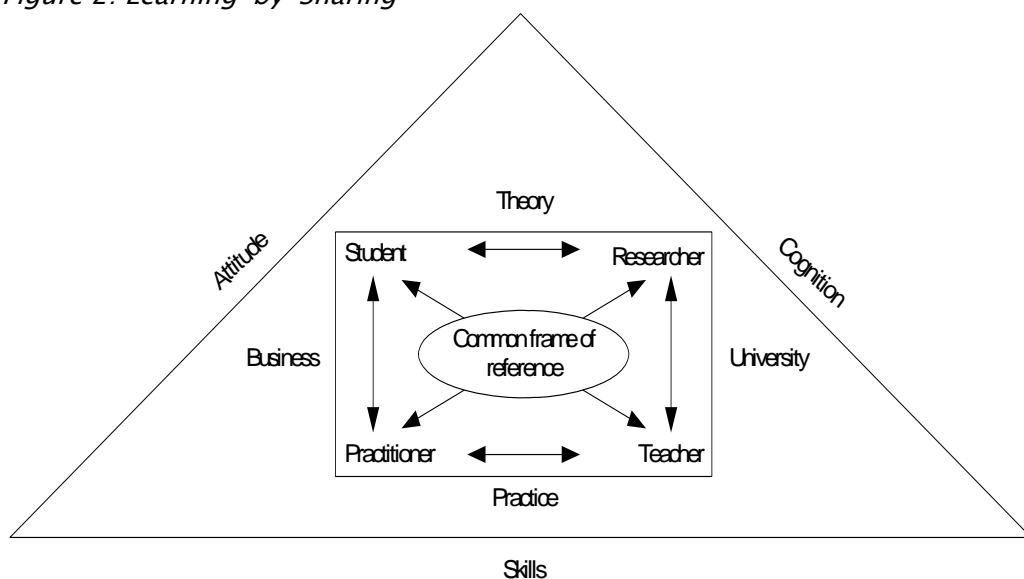 Figure 2: Learning-by-Sharing
Theory
Attitude
Cognition
Student
Researcher
Common frame of
reference
Business
University
Practitioner
Teacher
Practice
Skills